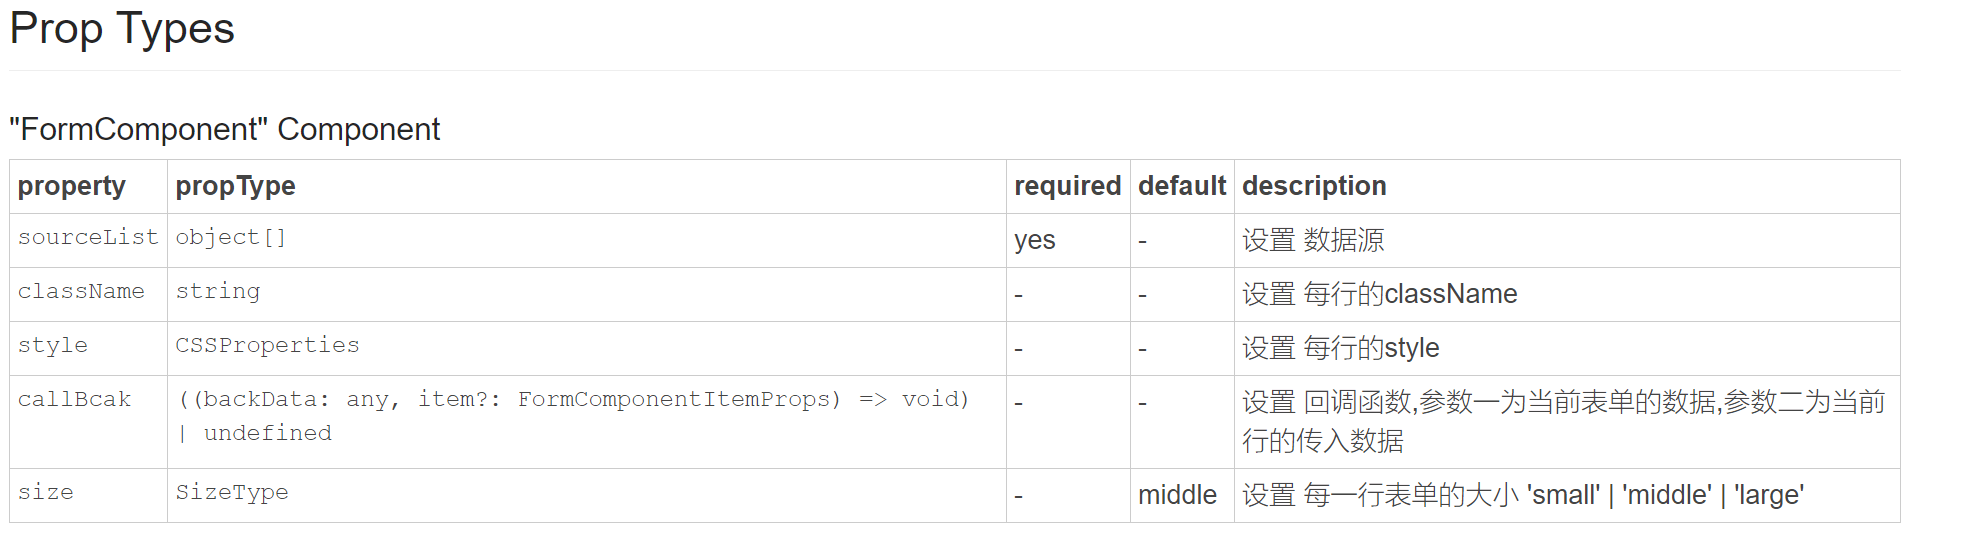 Prop Types
"FormComponent" Component
property propType required default description
sourceList object[] yes - 设置 数据源
className string - - 设置 每行的className
style CSSProperties - - 设置 每行的style
callBcak ((backData: any, item?: FormComponentItemProps) => void) - - 设置 回调函数,参数一为当前表单的数据,参数二为当前
| undefined 行的传入数据
size SizeType - middle 设置 每一行表单的大小 'small' | 'middle' | 'large'